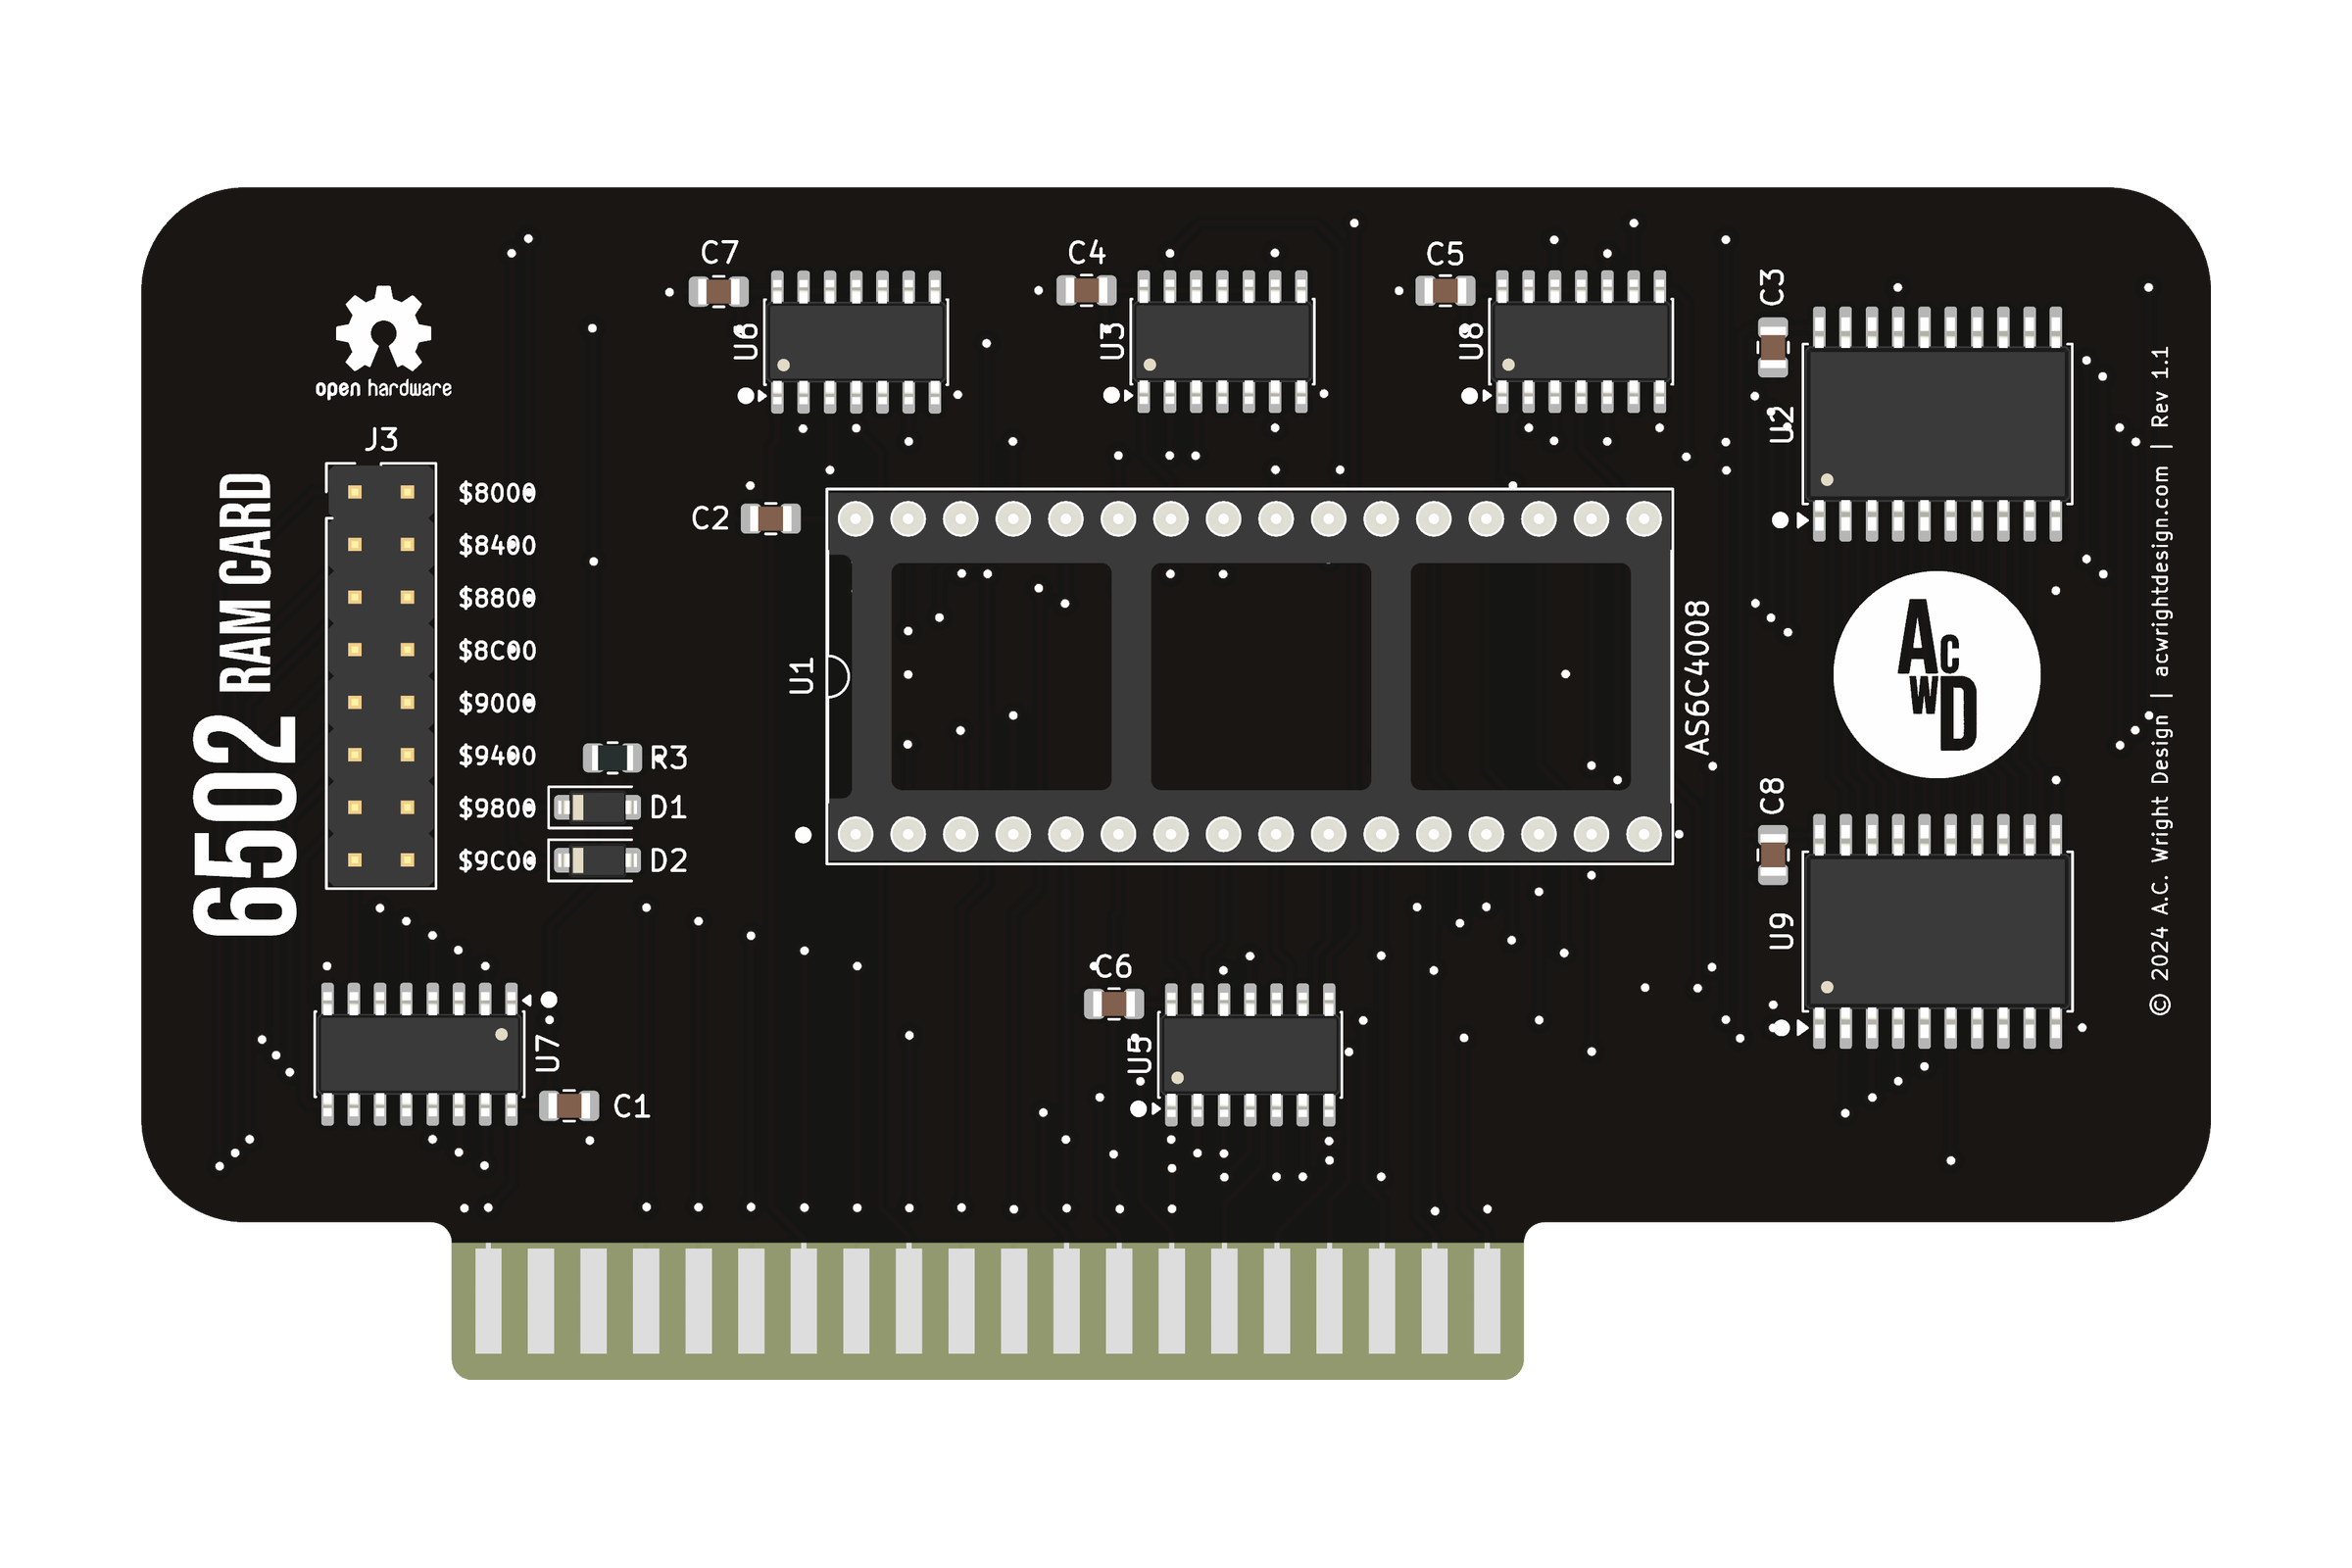 C7
C4
C5
C3
U6
U3
U8
U2
open hardware
J3
$8000
$8400
$8800
$8C00
$9000
$9400
$9800
$9C00
6502 RAM CARD
C2
U1
AS6C4008
R3
D1
D2
ACWD
C8
U9
C6
U5
U7
C1
© 2024 A.C. Wright Design | acwrightdesign.com | Rev 1.1